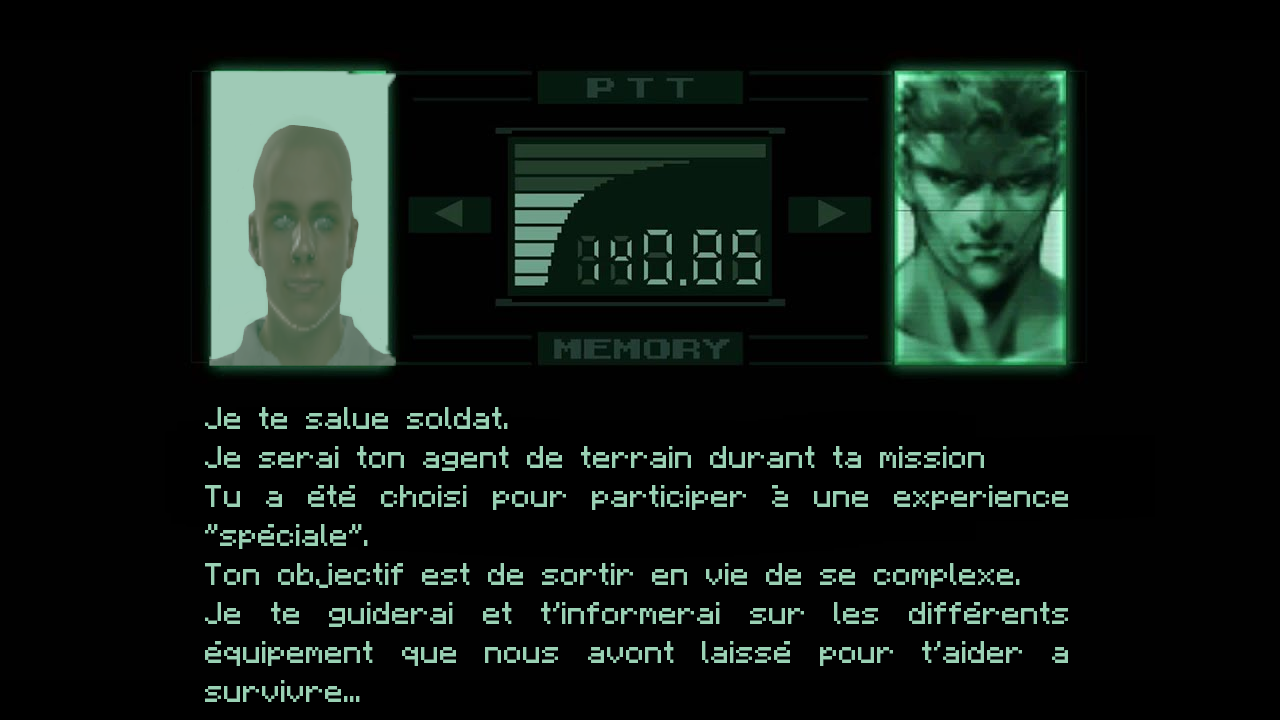 PTT
140.85
MEMORY
Je te salue soldat.
Je serai ton agent de terrain durant ta mission
Tu a été choisi pour participer à une experience
"spéciale".
Ton objectif est de sortir en vie de se complexe.
Je te guiderai et t'informerai sur les différents
équipement que nous avont laissé pour t'aider a
survivre...